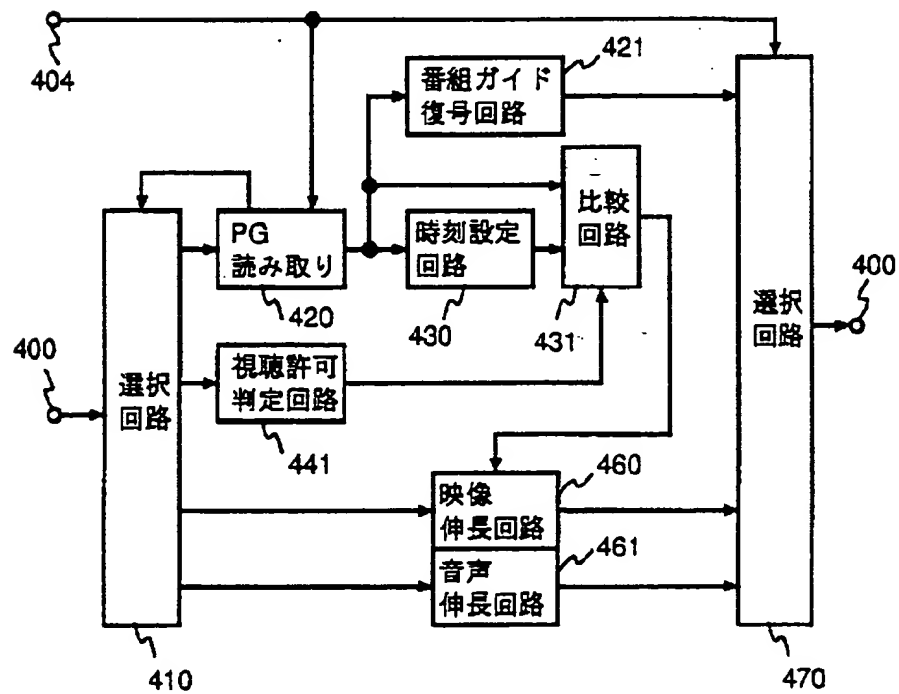 404
番組ガイド
復号回路
421
PG
読み取り
420
時刻設定
回路
430
比較
回路
431
400
選択
回路
410
視聴許可
判定回路
441
映像
伸長回路
460
音声
伸長回路
461
選択
回路
470
400